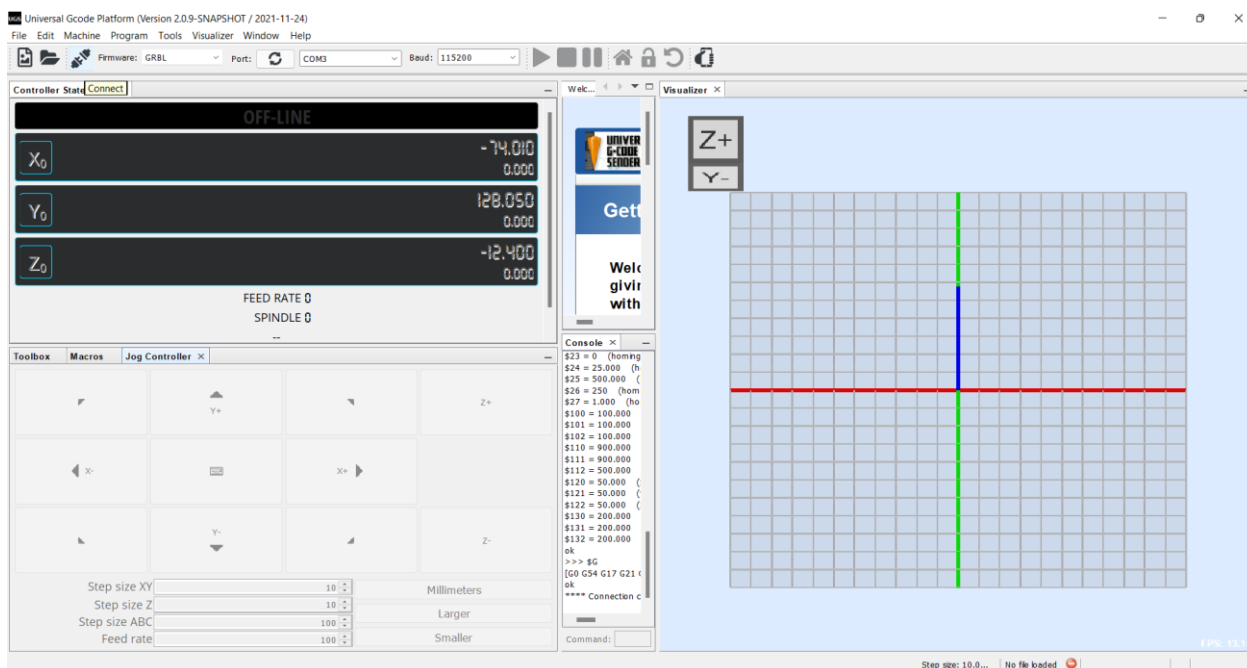 Universal Gcode Platform (Version 2.0.9-SNAPSHOT / 2021-11-24)
File Edit Machine Program Tools Visualizer Window Help
Firmware: GRBL Port: COM3 Baud: 115200
Controller State
Connect
OFF-LINE
X0
-74.010
0.000
Y0
128.050
0.000
Z0
-12.400
0.000
FEED RATE 0
SPINDLE 0
--
Toolbox Macros Jog Controller
Y+
Z+
X-
X+
Y-
Z-
Step size XY 10
Step size Z 10
Step size ABC 100
Feed rate 100
Millimeters
Larger
Smaller
Welc...
UNIVER
G-CODE
SENDER
Gett
Welc
givir
with
Console
$23 = 0 (homing
$24 = 25.000 (h
$25 = 500.000 (
$26 = 250 (hom
$27 = 1.000 (ho
$100 = 100.000
$101 = 100.000
$102 = 100.000
$110 = 900.000
$111 = 900.000
$112 = 500.000
$120 = 50.000 (
$121 = 50.000 (
$122 = 50.000 (
$130 = 200.000
$131 = 200.000
$132 = 200.000
ok
>>> $G
[G0 G54 G17 G21
ok
**** Connection c
Command:
Visualizer
Z+
Y-
Step size: 10.0... No file loaded